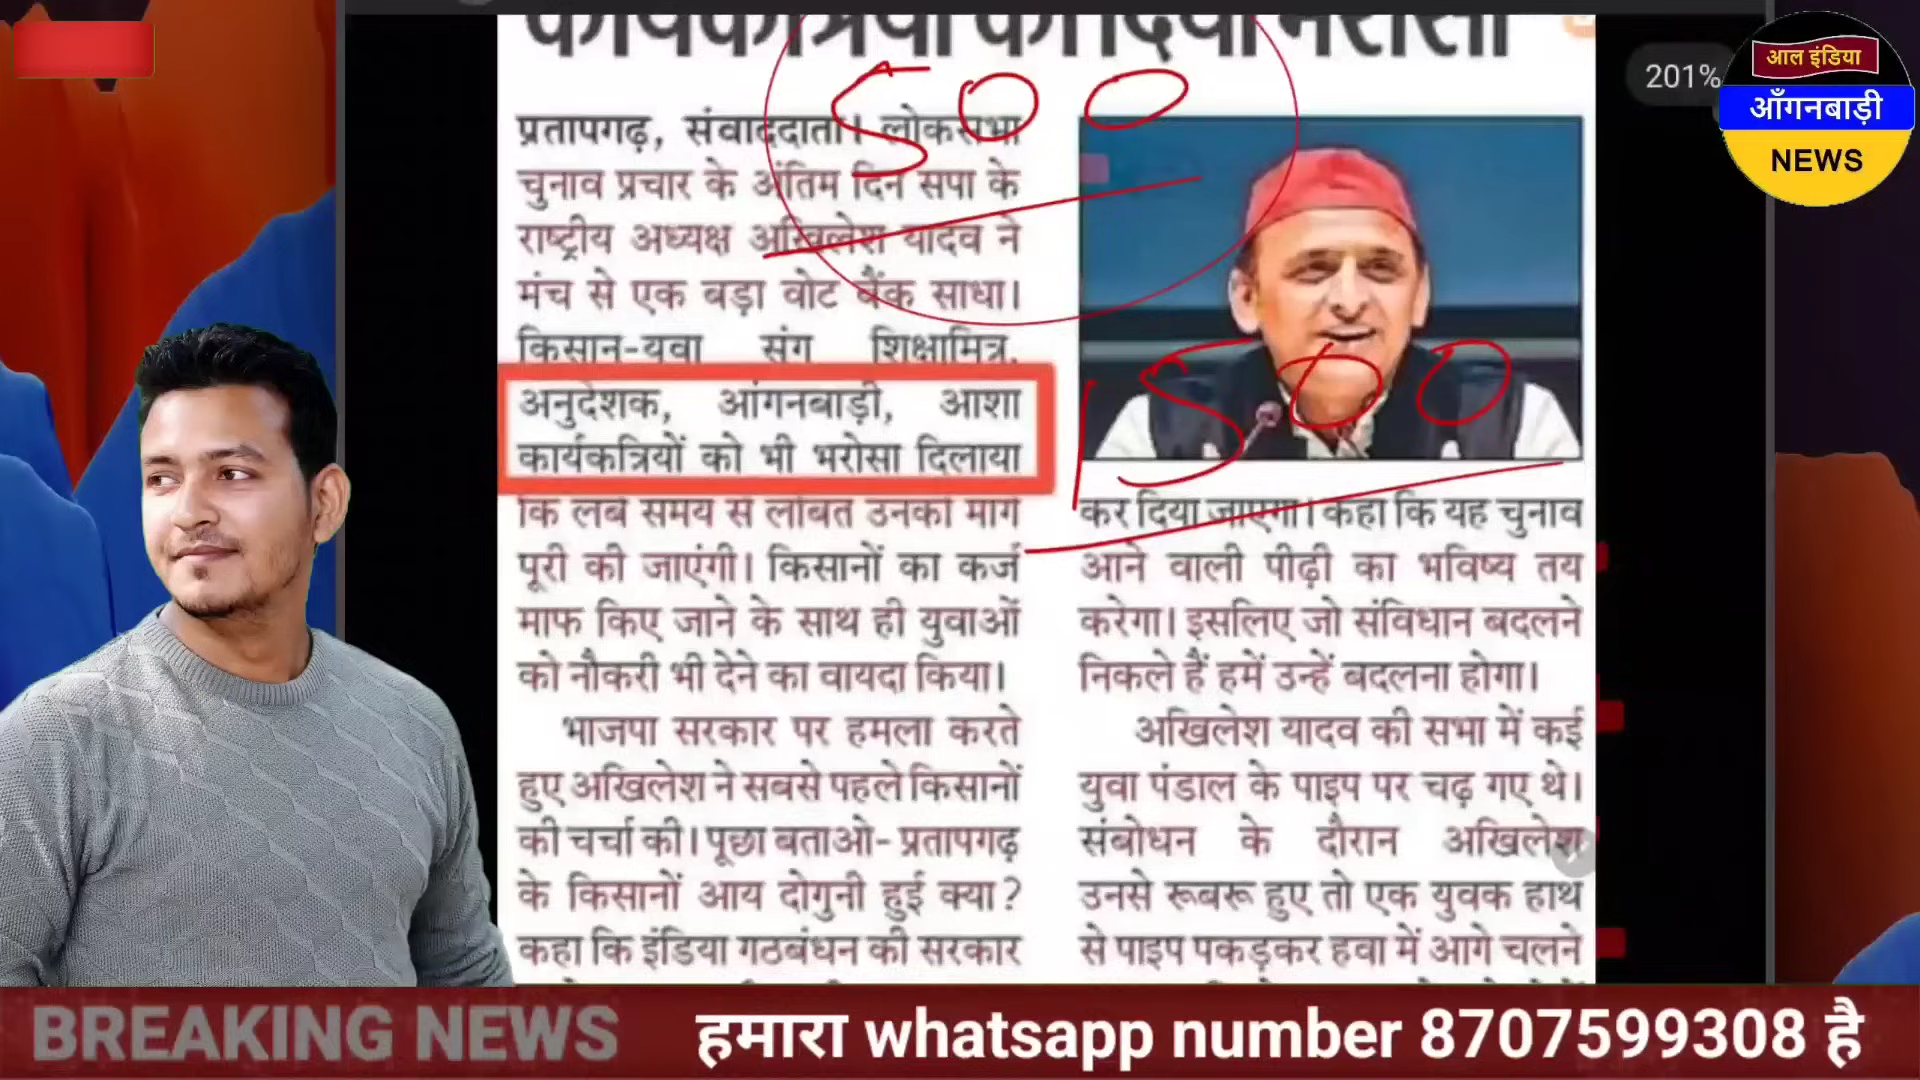 कार्यकत्रियों को दिया भरोसा
201%
आल इंडिया
आँगनबाड़ी
NEWS
500
प्रतापगढ़, संवाददाता। लोकसभा
चुनाव प्रचार के अंतिम दिन सपा के
राष्ट्रीय अध्यक्ष अखिलेश यादव ने
मंच से एक बड़ा वोट बैंक साधा।
किसान-युवा संग शिक्षामित्र,
अनुदेशक, आंगनबाड़ी, आशा
कार्यकत्रियों को भी भरोसा दिलाया
कि लंबे समय से लंबित उनकी मांगें
पूरी की जाएंगी। किसानों का कर्ज
माफ किए जाने के साथ ही युवाओं
को नौकरी भी देने का वायदा किया।
भाजपा सरकार पर हमला करते
हुए अखिलेश ने सबसे पहले किसानों
की चर्चा की। पूछा बताओ- प्रतापगढ़
के किसानों आय दोगुनी हुई क्या?
कहा कि इंडिया गठबंधन की सरकार
1500
कर दिया जाएगा। कहा कि यह चुनाव
आने वाली पीढ़ी का भविष्य तय
करेगा। इसलिए जो संविधान बदलने
निकले हैं हमें उन्हें बदलना होगा।
अखिलेश यादव की सभा में कई
युवा पंडाल के पाइप पर चढ़ गए थे।
संबोधन के दौरान अखिलेश
उनसे रूबरू हुए तो एक युवक हाथ
से पाइप पकड़कर हवा में आगे चलने
BREAKING NEWS
हमारा whatsapp number 8707599308 है